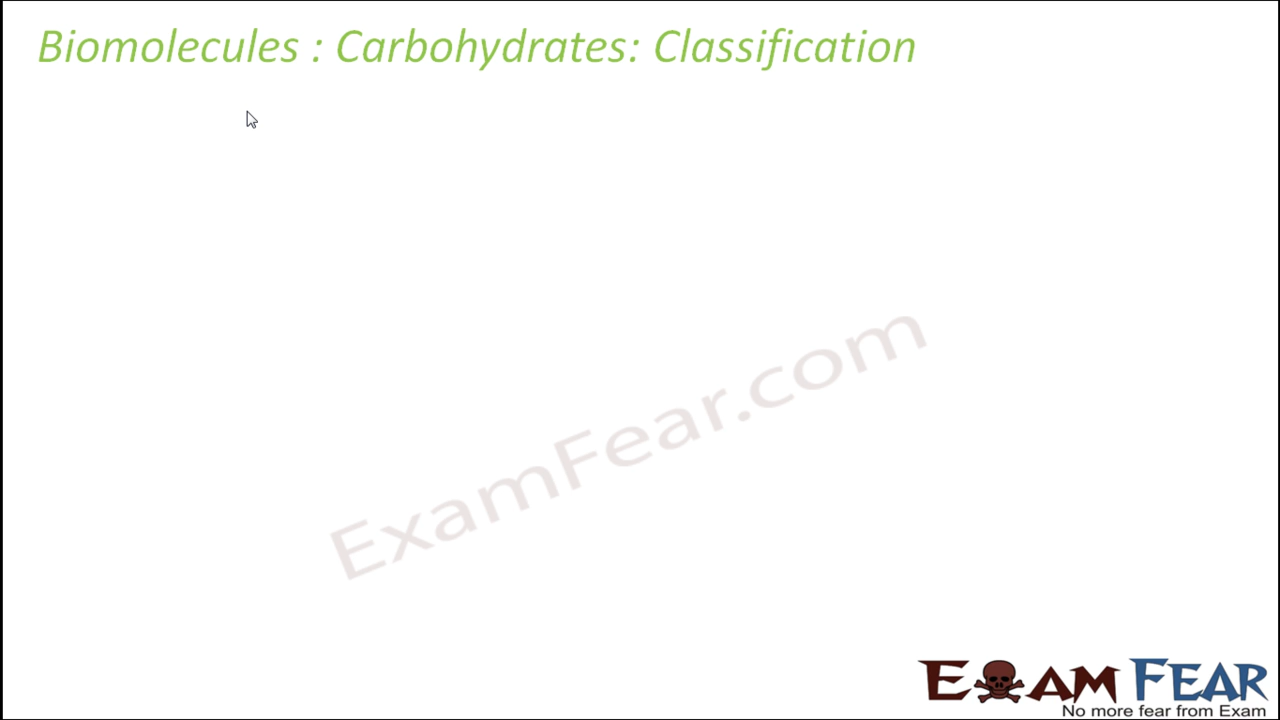 Biomolecules : Carbohydrates: Classification
ExamFear.com
EXAM FEAR
No more fear from Exam